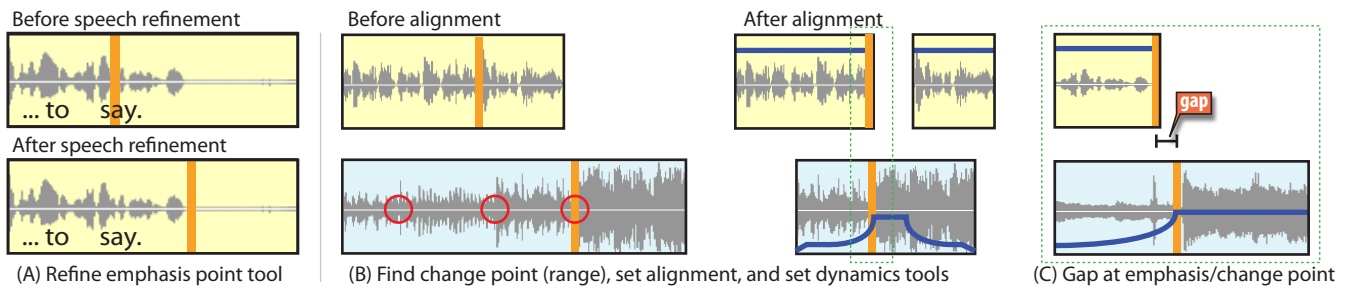 Before speech refinement
... to say.
After speech refinement
... to say.
(A) Refine emphasis point tool
Before alignment
After alignment
(B) Find change point (range), set alignment, and set dynamics tools
gap
(C) Gap at emphasis/change point